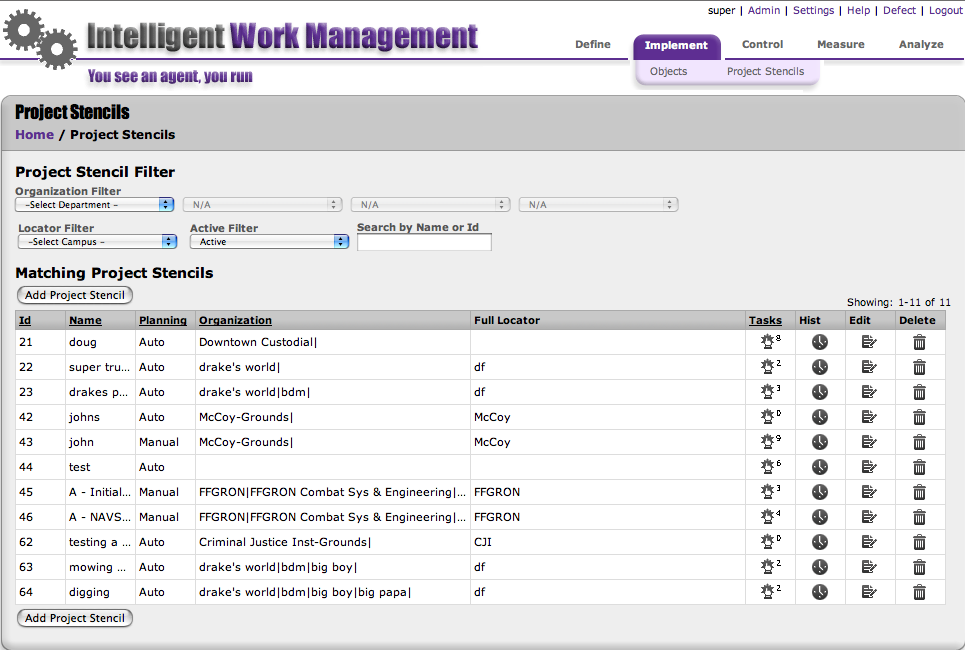 super | Admin | Settings | Help | Defect | Logout
Intelligent Work Management
Define Implement Control Measure Analyze
You see an agent, you run
Objects Project Stencils
Project Stencils
Home / Project Stencils
Project Stencil Filter
Organization Filter
-Select Department - N/A N/A N/A
Locator Filter Active Filter Search by Name or Id
-Select Campus - Active
Matching Project Stencils
Add Project Stencil
Showing: 1-11 of 11
Id Name Planning Organization Full Locator Tasks Hist Edit Delete
21 doug Auto Downtown Custodial| 8
22 super tru... Auto drake's world| df 2
23 drakes p... Auto drake's world|bdm| df 3
42 johns Auto McCoy-Grounds| McCoy 0
43 john Manual McCoy-Grounds| McCoy 9
44 test Auto 6
45 A - Initial... Manual FFGRON|FFGRON Combat Sys & Engineering|... FFGRON 3
46 A - NAVS... Manual FFGRON|FFGRON Combat Sys & Engineering|... FFGRON 4
62 testing a ... Auto Criminal Justice Inst-Grounds| CJI 0
63 mowing ... Auto drake's world|bdm|big boy| df 2
64 digging Auto drake's world|bdm|big boy|big papa| df 2
Add Project Stencil